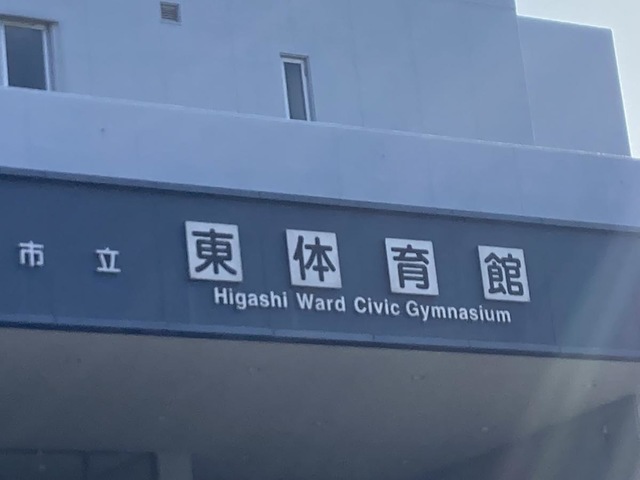 市立 東体育館
Higashi Ward Civic Gymnasium